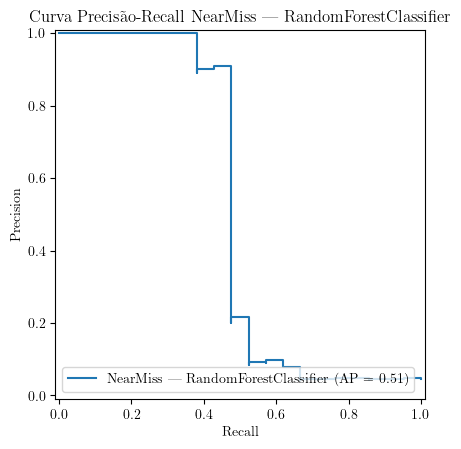 Curva Precisão-Recall NearMiss — RandomForestClassifier
1.0
0.8
0.6
0.4
0.2
0.0
Precision
NearMiss — RandomForestClassifier (AP = 0.51)
0.0 0.2 0.4 0.6 0.8 1.0
Recall